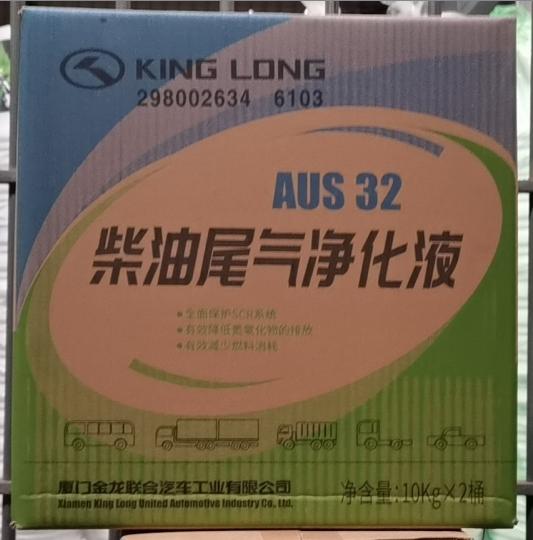 KING LONG
298002634 6103
AUS 32
柴油尾气净化液
•全面保护SCR系统
•有效降低氮氧化物的排放
•有效减少燃料消耗
厦门金龙联合汽车工业有限公司
Xiamen King Long United Automotive Industry Co., Ltd.
净含量:10Kg×2桶